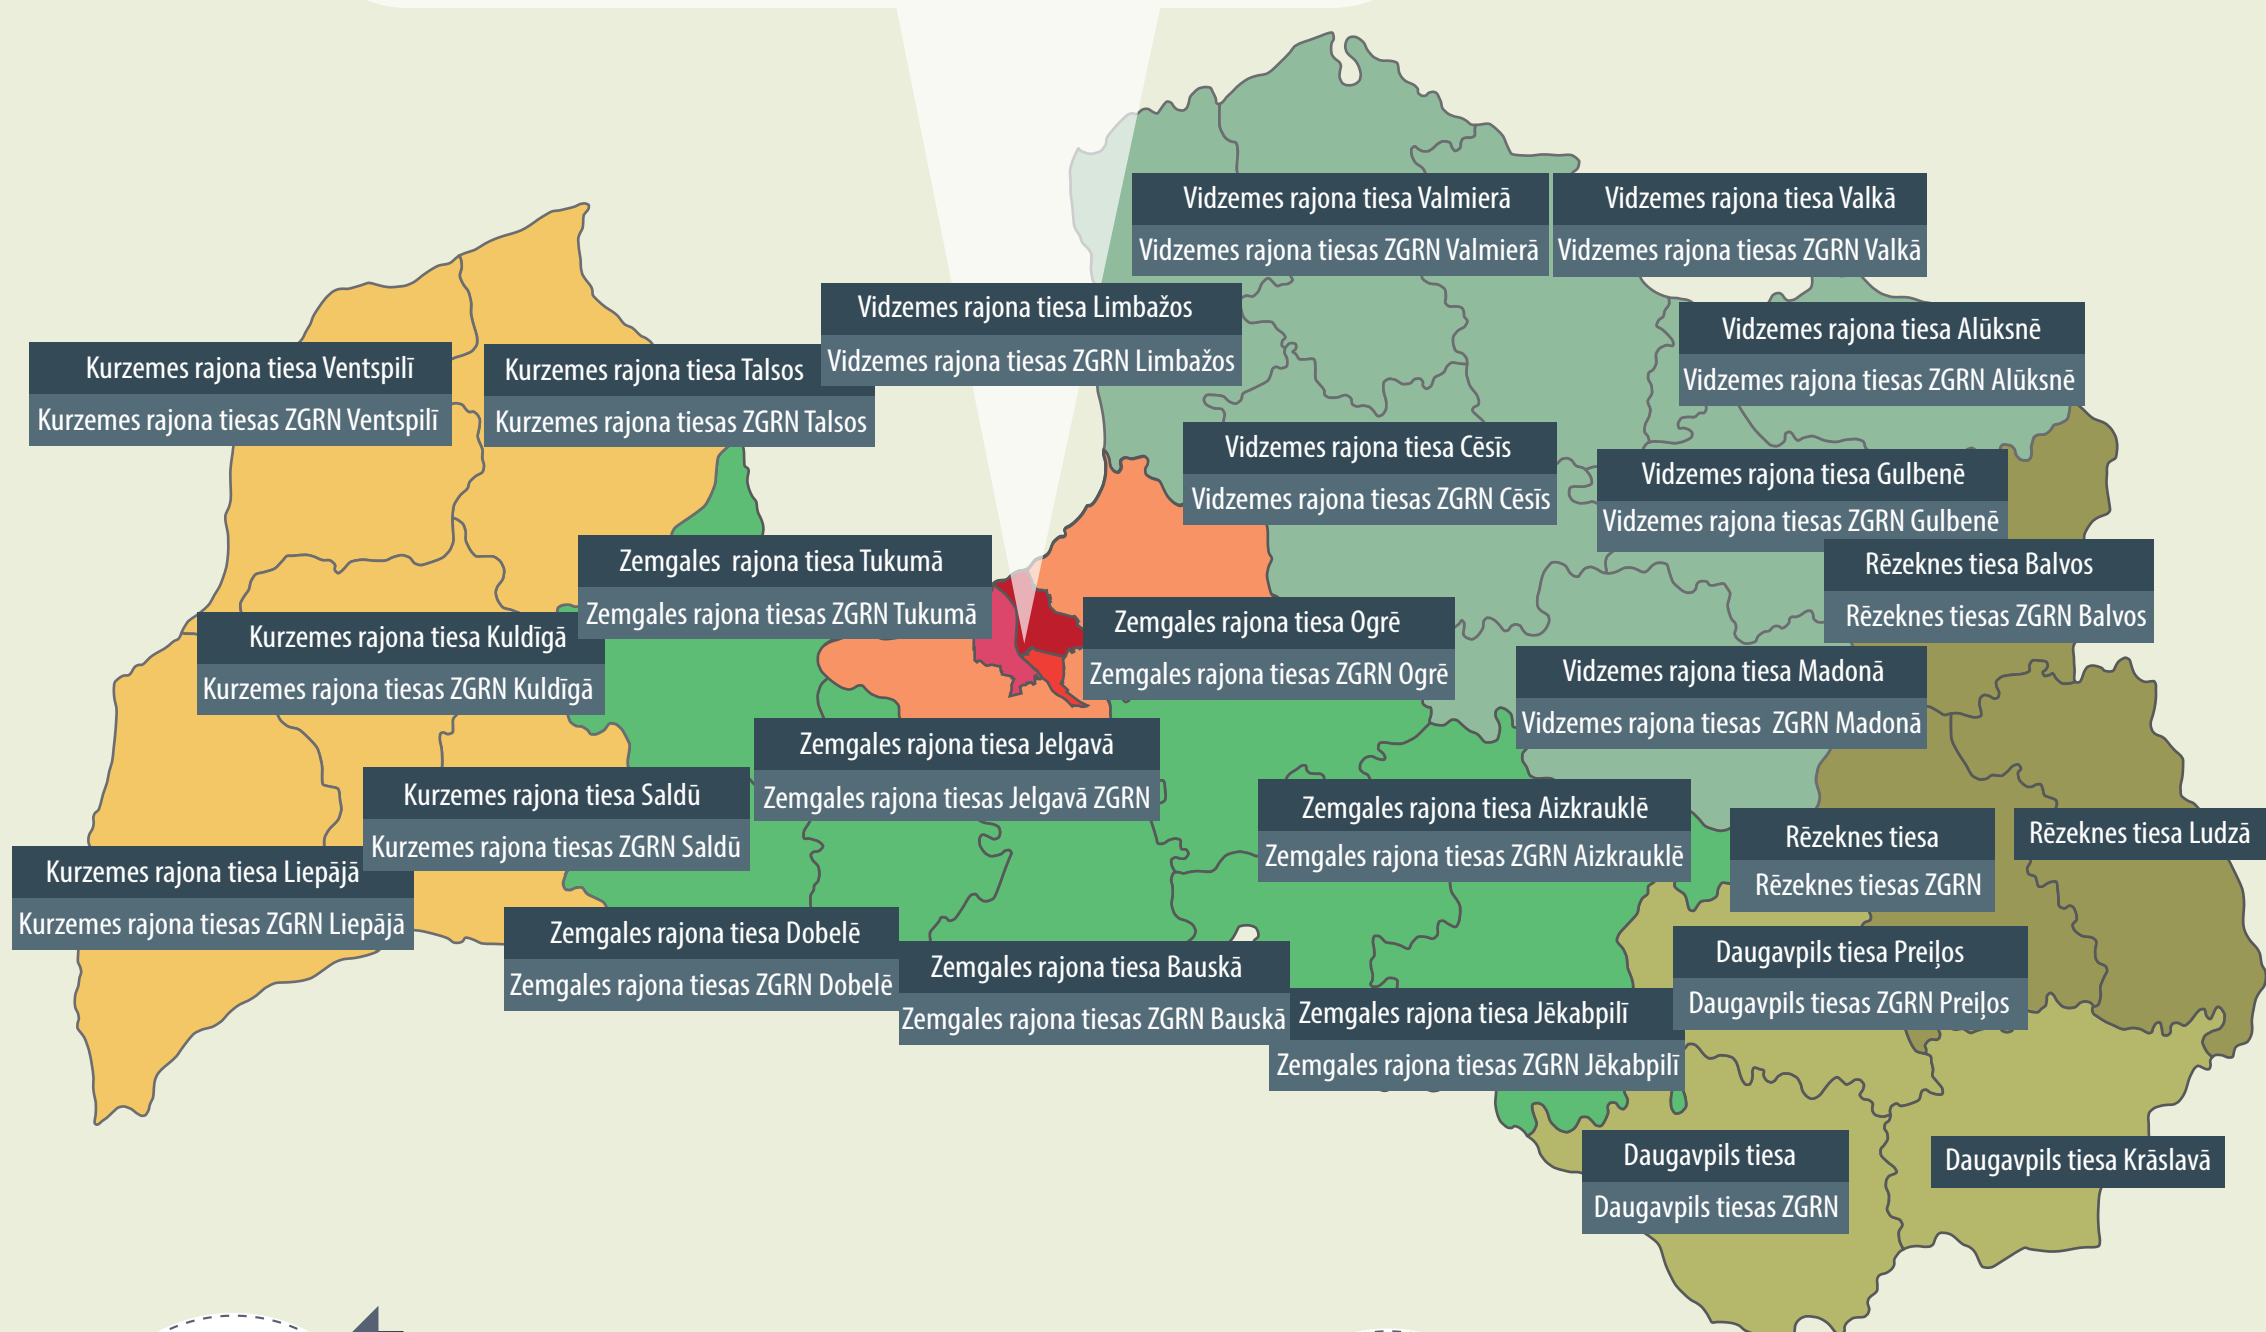 Vidzemes rajona tiesa Valmierā
Vidzemes rajona tiesas ZGRN Valmierā
Vidzemes rajona tiesa Valkā
Vidzemes rajona tiesas ZGRN Valkā
Vidzemes rajona tiesa Limbažos
Vidzemes rajona tiesas ZGRN Limbažos
Vidzemes rajona tiesa Alūksnē
Vidzemes rajona tiesas ZGRN Alūksnē
Kurzemes rajona tiesa Ventspilī
Kurzemes rajona tiesas ZGRN Ventspilī
Kurzemes rajona tiesa Talsos
Kurzemes rajona tiesas ZGRN Talsos
Vidzemes rajona tiesa Cēsīs
Vidzemes rajona tiesas ZGRN Cēsīs
Vidzemes rajona tiesa Gulbenē
Vidzemes rajona tiesas ZGRN Gulbenē
Zemgales rajona tiesa Tukumā
Zemgales rajona tiesas ZGRN Tukumā
Rēzeknes tiesa Balvos
Rēzeknes tiesas ZGRN Balvos
Kurzemes rajona tiesa Kuldīgā
Kurzemes rajona tiesas ZGRN Kuldīgā
Zemgales rajona tiesa Ogrē
Zemgales rajona tiesas ZGRN Ogrē
Vidzemes rajona tiesa Madonā
Vidzemes rajona tiesas ZGRN Madonā
Zemgales rajona tiesa Jelgavā
Zemgales rajona tiesas Jelgavā ZGRN
Kurzemes rajona tiesa Saldū
Kurzemes rajona tiesas ZGRN Saldū
Zemgales rajona tiesa Aizkrauklē
Zemgales rajona tiesas ZGRN Aizkrauklē
Rēzeknes tiesa
Rēzeknes tiesas ZGRN
Rēzeknes tiesa Ludzā
Kurzemes rajona tiesa Liepājā
Kurzemes rajona tiesas ZGRN Liepājā
Zemgales rajona tiesa Dobelē
Zemgales rajona tiesas ZGRN Dobelē
Zemgales rajona tiesa Bauskā
Zemgales rajona tiesas ZGRN Bauskā
Daugavpils tiesa Preiļos
Daugavpils tiesas ZGRN Preiļos
Zemgales rajona tiesa Jēkabpilī
Zemgales rajona tiesas ZGRN Jēkabpilī
Daugavpils tiesa
Daugavpils tiesas ZGRN
Daugavpils tiesa Krāslavā